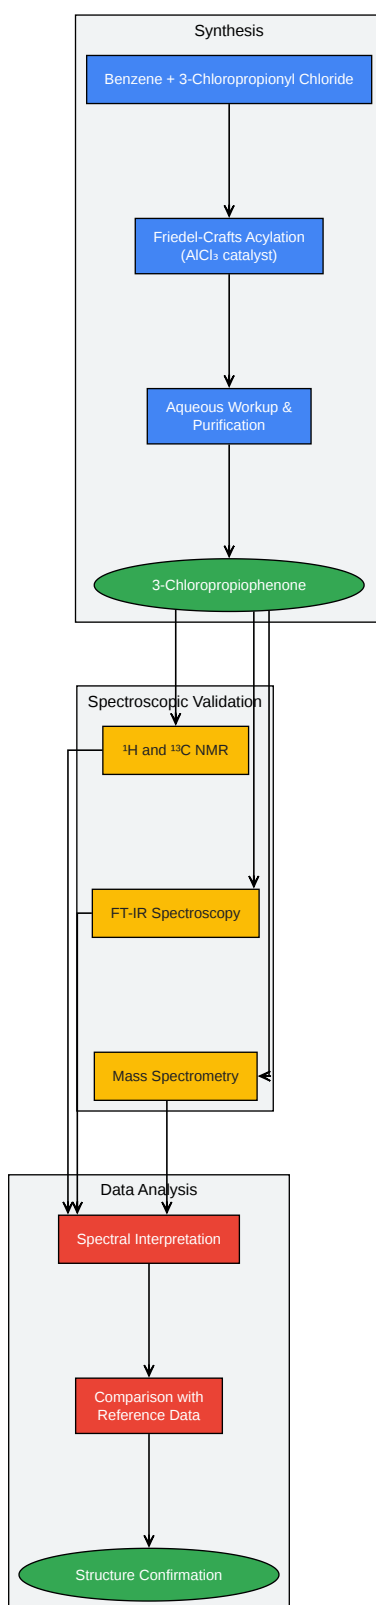 Synthesis
Benzene + 3-Chloropropionyl Chloride
Friedel-Crafts Acylation
(AlCl₃ catalyst)
Aqueous Workup &
Purification
3-Chloropropiophenone
Spectroscopic Validation
¹H and ¹³C NMR
FT-IR Spectroscopy
Mass Spectrometry
Data Analysis
Spectral Interpretation
Comparison with
Reference Data
Structure Confirmation